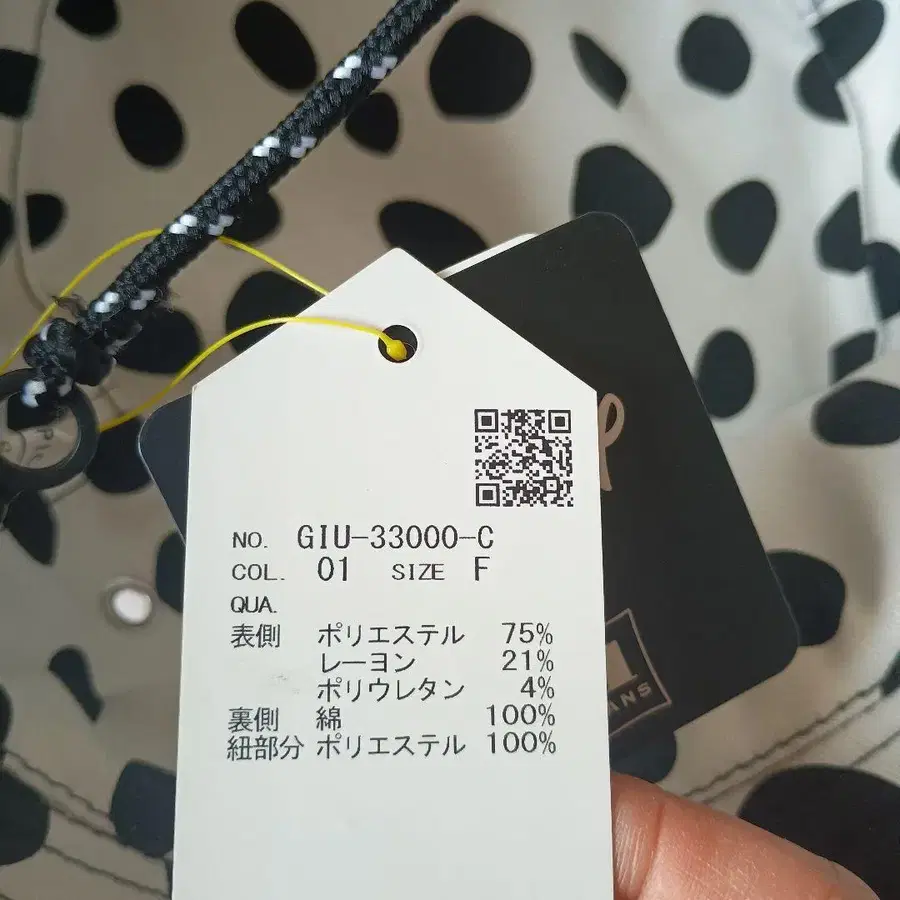 NO. GIU-33000-C
COL. 01 SIZE F
QUA.
表側 ポリエステル 75%
レーヨン 21%
ポリウレタン 4%
裏側 綿 100%
紐部分 ポリエステル 100%